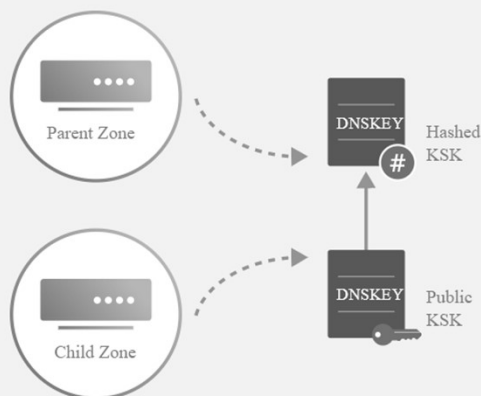 Parent Zone
DNSKEY
#
Hashed
KSK
Child Zone
DNSKEY
Public
KSK